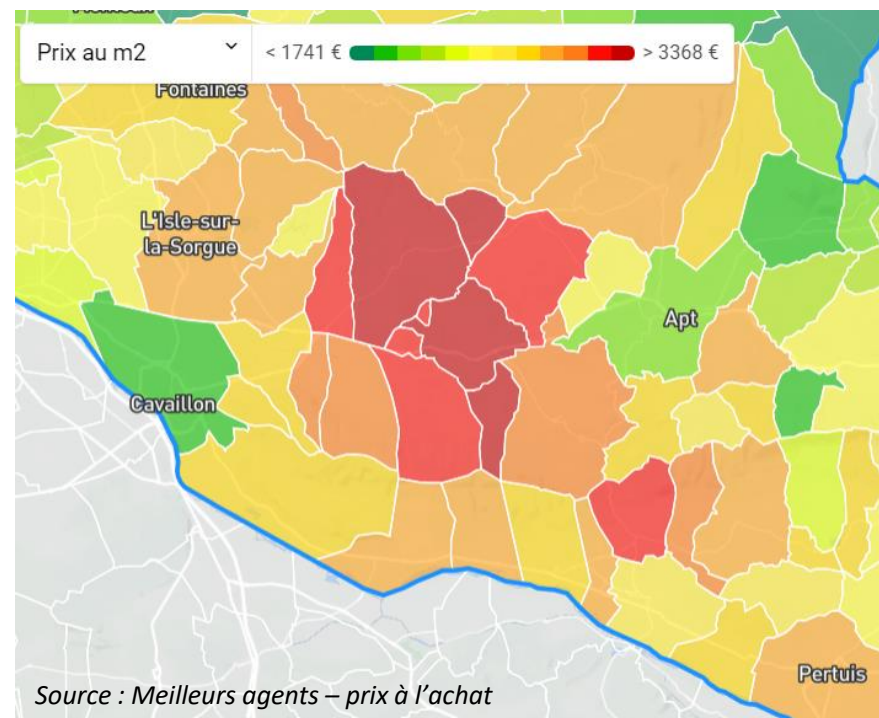 Prix au m2
< 1741 €
> 3368 €
Fontaines
L'Isle-sur-
la-Sorgue
Apt
Cavaillon
Pertuis
Source : Meilleurs agents – prix à l'achat